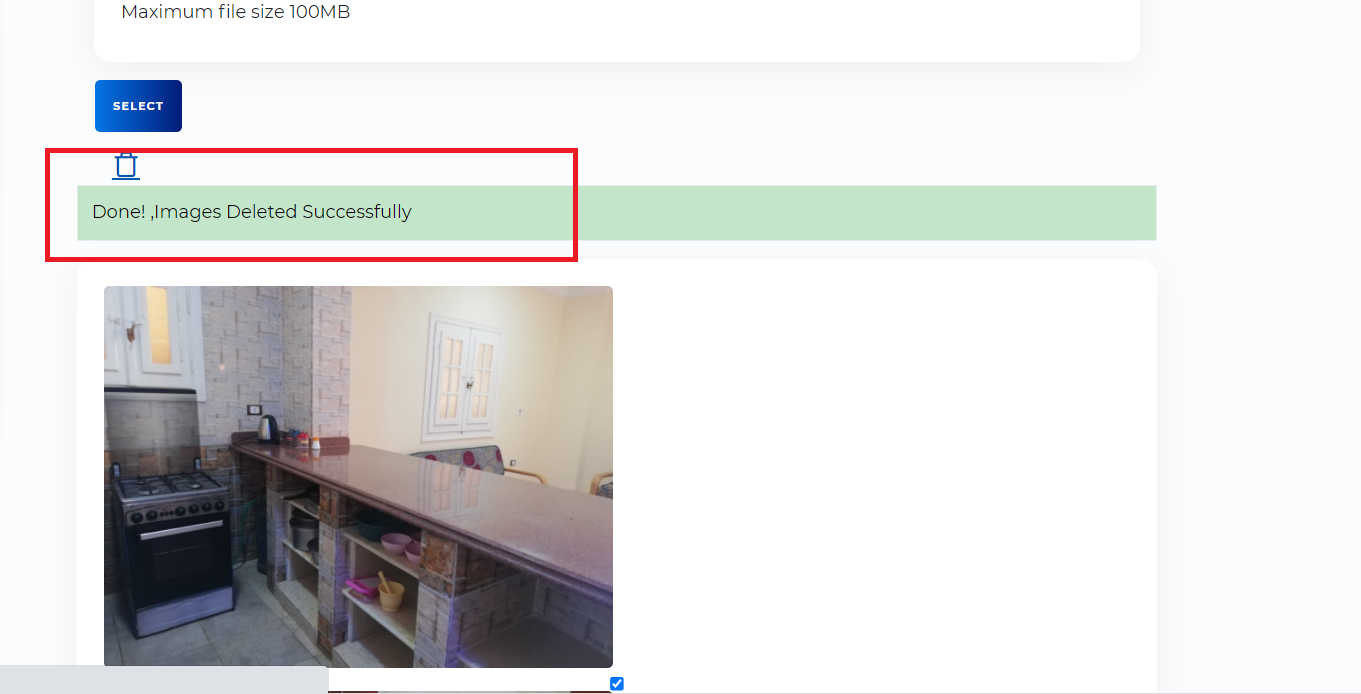 Maximum file size 100MB
SELECT
Done! ,Images Deleted Successfully